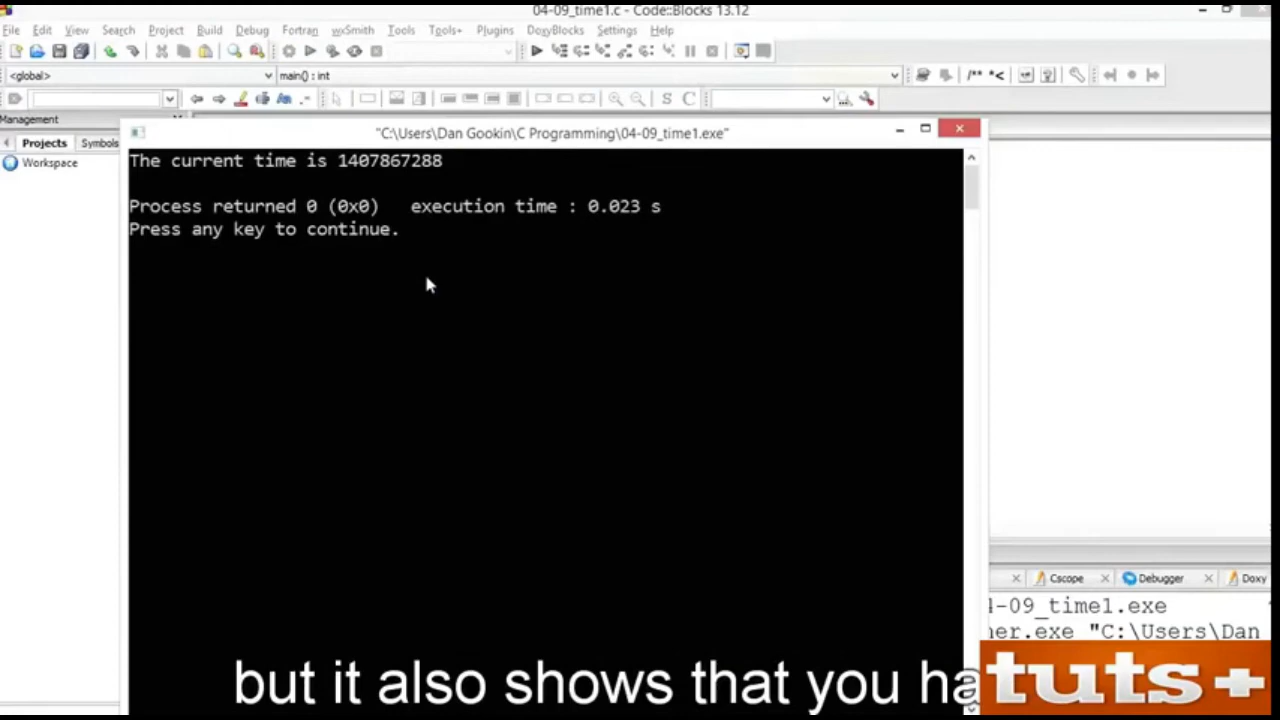 04-09_time1.c - Code::Blocks 13.12
File Edit View Search Project Build Debug Fortran wxSmith Tools Tools+ Plugins DoxyBlocks Settings Help
<global> main() : int /** *<
S C
Management
"C:\Users\Dan Gookin\C Programming\04-09_time1.exe"
Projects Symbols
Workspace
The current time is 1407867288
Process returned 0 (0x0) execution time : 0.023 s
Press any key to continue.
Cscope Debugger Doxy
4-09_time1.exe
ner.exe "C:\Users\Dan
but it also shows that you ha
tuts+